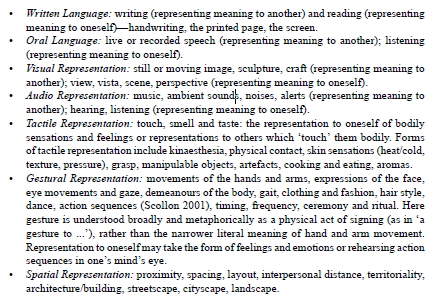 • Written Language: writing (representing meaning to another) and reading (representing
meaning to oneself)—handwriting, the printed page, the screen.
• Oral Language: live or recorded speech (representing meaning to another); listening
(representing meaning to oneself).
• Visual Representation: still or moving image, sculpture, craft (representing meaning to
another); view, vista, scene, perspective (representing meaning to oneself).
• Audio Representation: music, ambient sounds, noises, alerts (representing meaning to
another); hearing, listening (representing meaning to oneself).
• Tactile Representation: touch, smell and taste: the representation to oneself of bodily
sensations and feelings or representations to others which ‘touch’ them bodily. Forms
of tactile representation include kinaesthesia, physical contact, skin sensations (heat/cold,
texture, pressure), grasp, manipulable objects, artefacts, cooking and eating, aromas.
• Gestural Representation: movements of the hands and arms, expressions of the face,
eye movements and gaze, demeanours of the body, gait, clothing and fashion, hair style,
dance, action sequences (Scollon 2001), timing, frequency, ceremony and ritual. Here
gesture is understood broadly and metaphorically as a physical act of signing (as in ‘a
gesture to ...’), rather than the narrower literal meaning of hand and arm movement.
Representation to oneself may take the form of feelings and emotions or rehearsing action
sequences in one’s mind’s eye.
• Spatial Representation: proximity, spacing, layout, interpersonal distance, territoriality,
architecture/building, streetscape, cityscape, landscape.